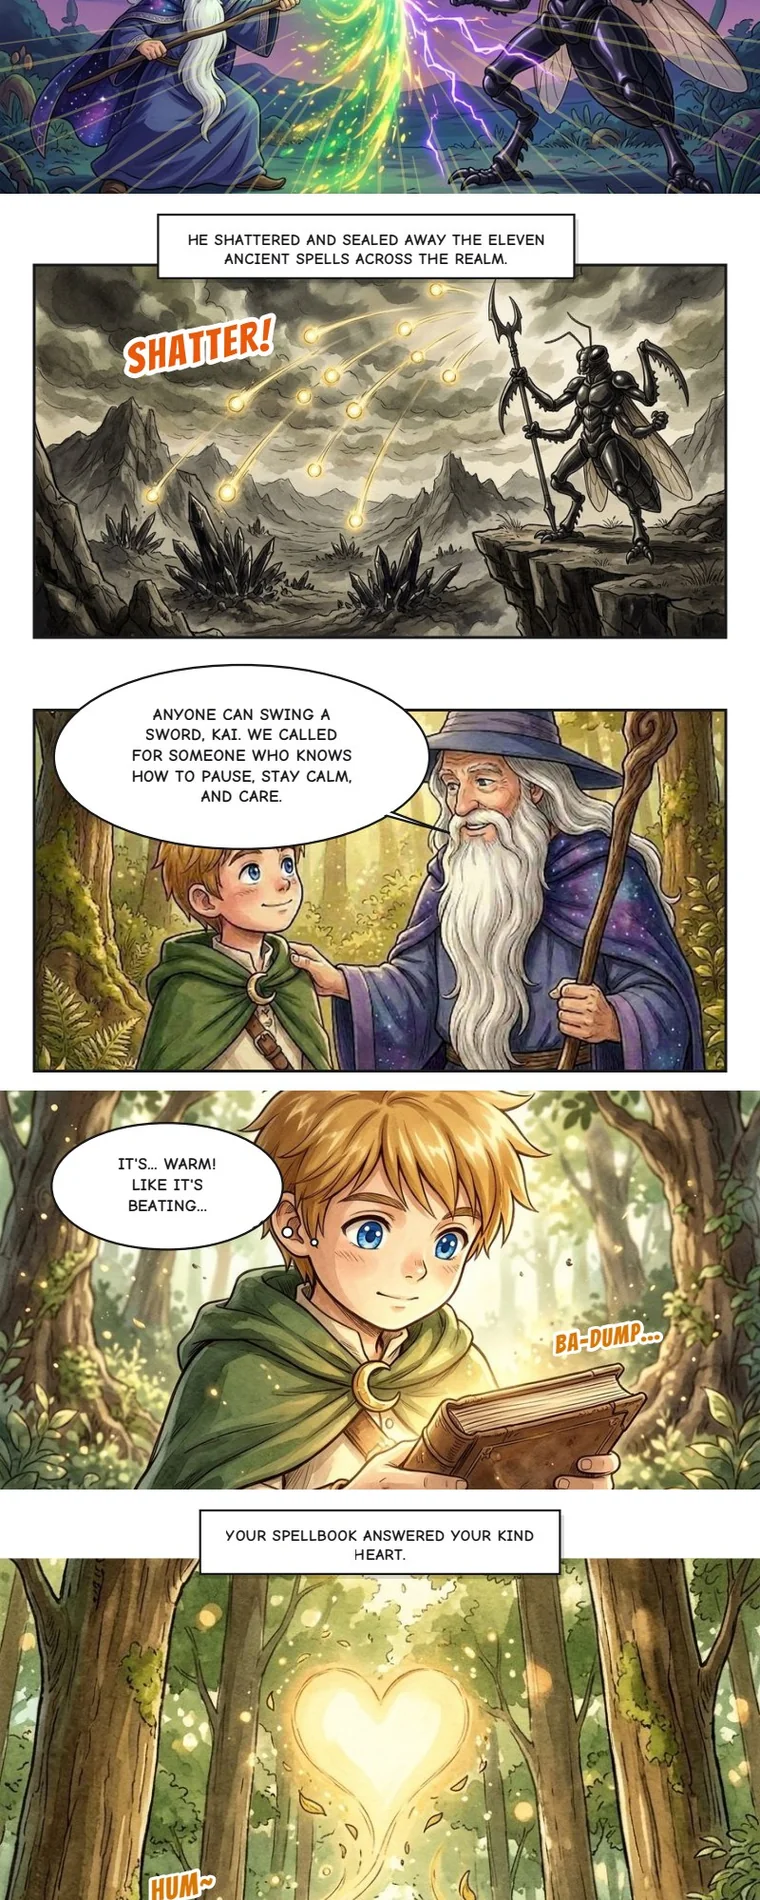 HE SHATTERED AND SEALED AWAY THE ELEVEN
ANCIENT SPELLS ACROSS THE REALM.
SHATTER!
ANYONE CAN SWING A
SWORD, KAI. WE CALLED
FOR SOMEONE WHO KNOWS
HOW TO PAUSE, STAY CALM,
AND CARE.
IT'S... WARM!
LIKE IT'S
BEATING...
BA-DUMP...
YOUR SPELLBOOK ANSWERED YOUR KIND
HEART.
HUM~